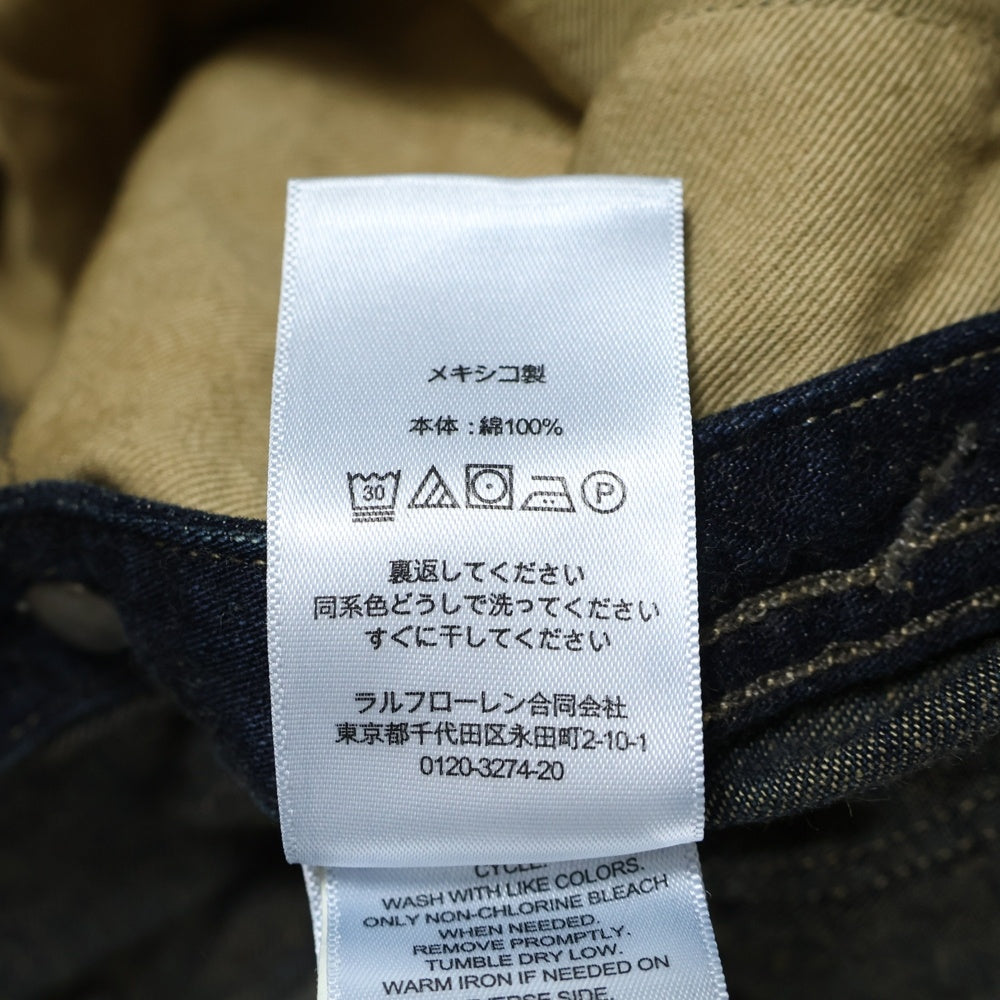 メキシコ製
本体：綿100%
30
P
裏返してください
同系色どうしで洗ってください
すぐに干してください
ラルフローレン合同会社
東京都千代田区永田町2-10-1
0120-3274-20
CYCLE.
WASH WITH LIKE COLORS.
ONLY NON-CHLORINE BLEACH
WHEN NEEDED.
REMOVE PROMPTLY.
TUMBLE DRY LOW.
WARM IRON IF NEEDED ON
SIDE.